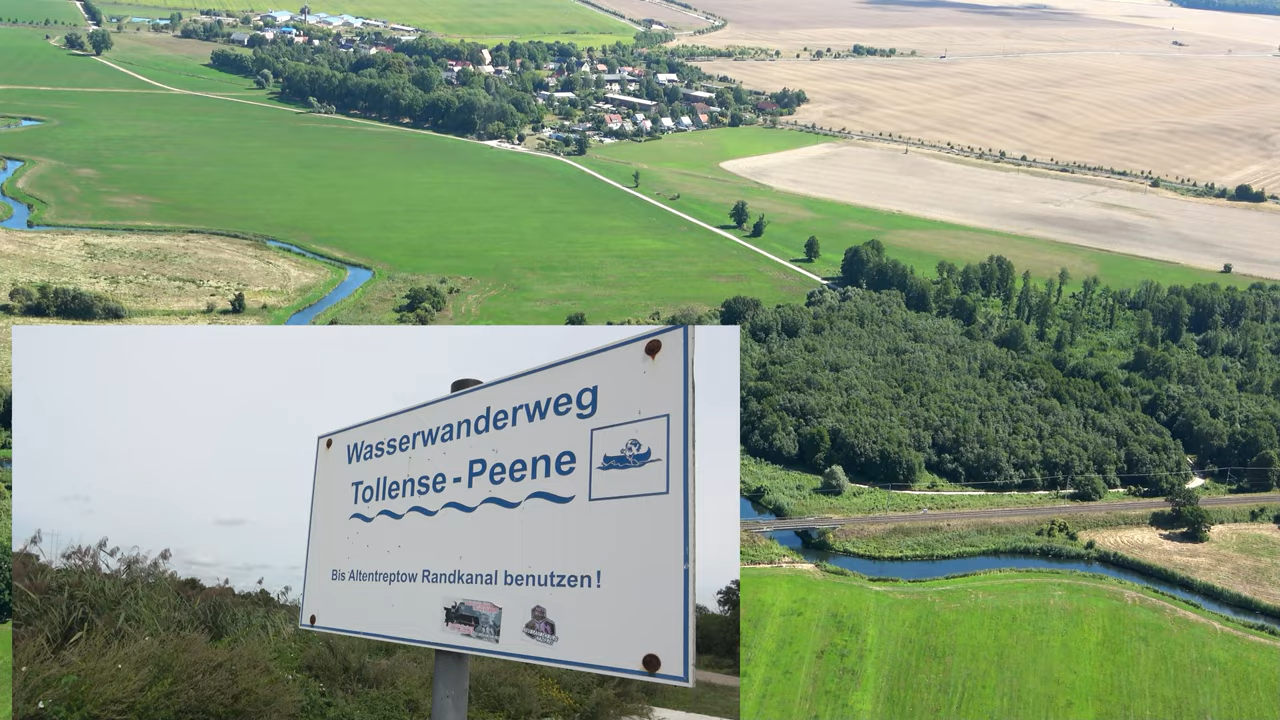 Wasserwanderweg
Tollense-Peene
Bis Altentreptow Randkanal benutzen!